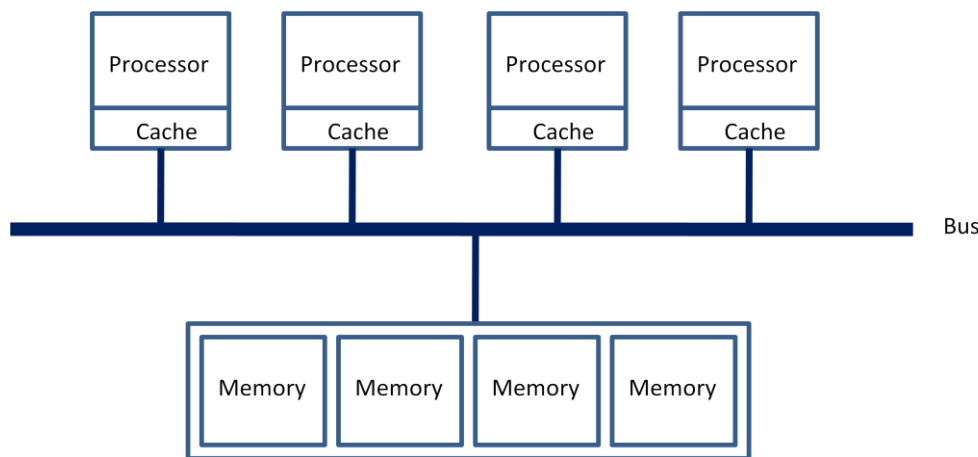 Processor
Processor
Processor
Processor
Cache
Cache
Cache
Cache
Bus
Memory
Memory
Memory
Memory